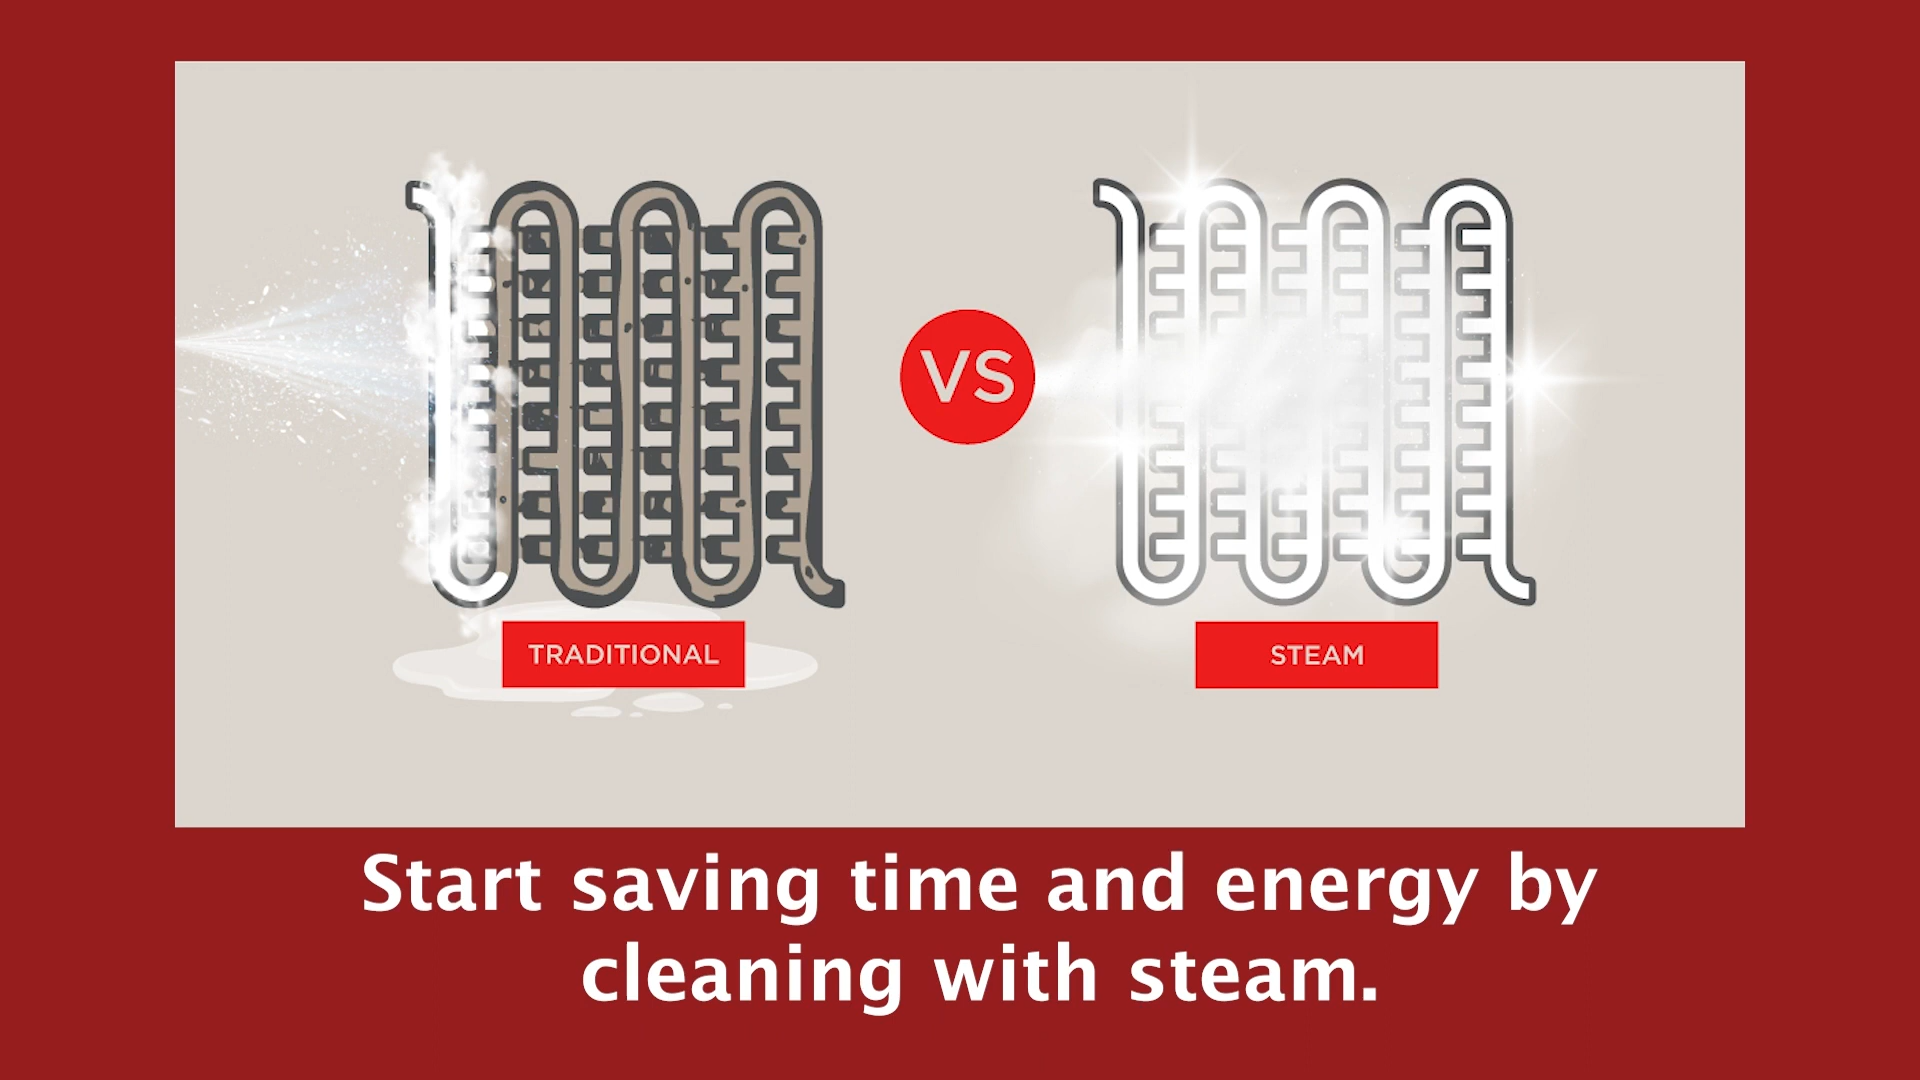 VS
TRADITIONAL
STEAM
Start saving time and energy by
cleaning with steam.